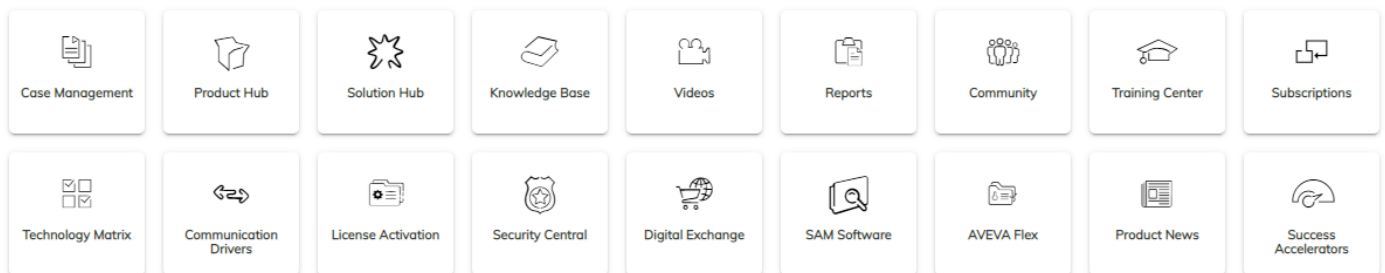 Case Management
Product Hub
Solution Hub
Knowledge Base
Videos
Reports
Community
Training Center
Subscriptions
Technology Matrix
Communication
Drivers
License Activation
Security Central
Digital Exchange
SAM Software
AVEVA Flex
Product News
Success
Accelerators